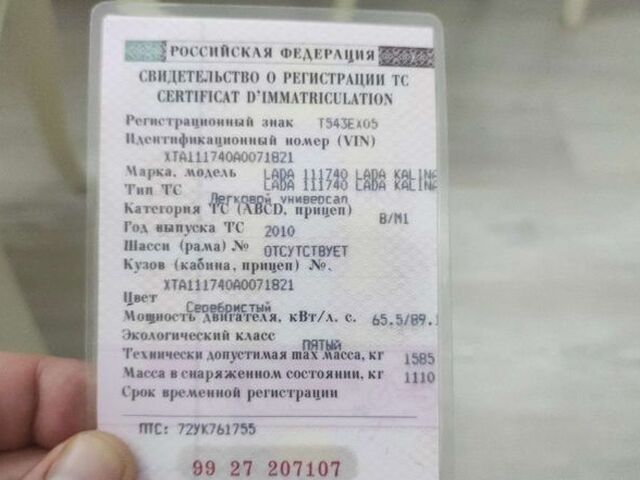 РОССИЙСКАЯ ФЕДЕРАЦИЯ
СВИДЕТЕЛЬСТВО О РЕГИСТРАЦИИ ТС
CERTIFICAT D'IMMATRICULATION
Регистрационный знак Т543ЕХ05
Идентификационный номер (VIN)
XTA111740A0071821
Марка, модель LADA 111740 LADA KALINA
LADA 111740 LADA KALINA
Тип ТС
Легковой универсал
Категория ТС (ABCD, прицеп) B/M1
Год выпуска ТС 2010
Шасси (рама) № ОТСУТСТВУЕТ
Кузов (кабина, прицеп) №.
XTA111740A0071821
Цвет
Серебристый
Мощность двигателя, кВт/л. с. 65.5/89.1
Экологический класс
ПЯТЫЙ
Технически допустимая max масса, кг 1585
Масса в снаряженном состоянии, кг 1110
Срок временной регистрации
ПТС: 72УК761755
99 27 207107